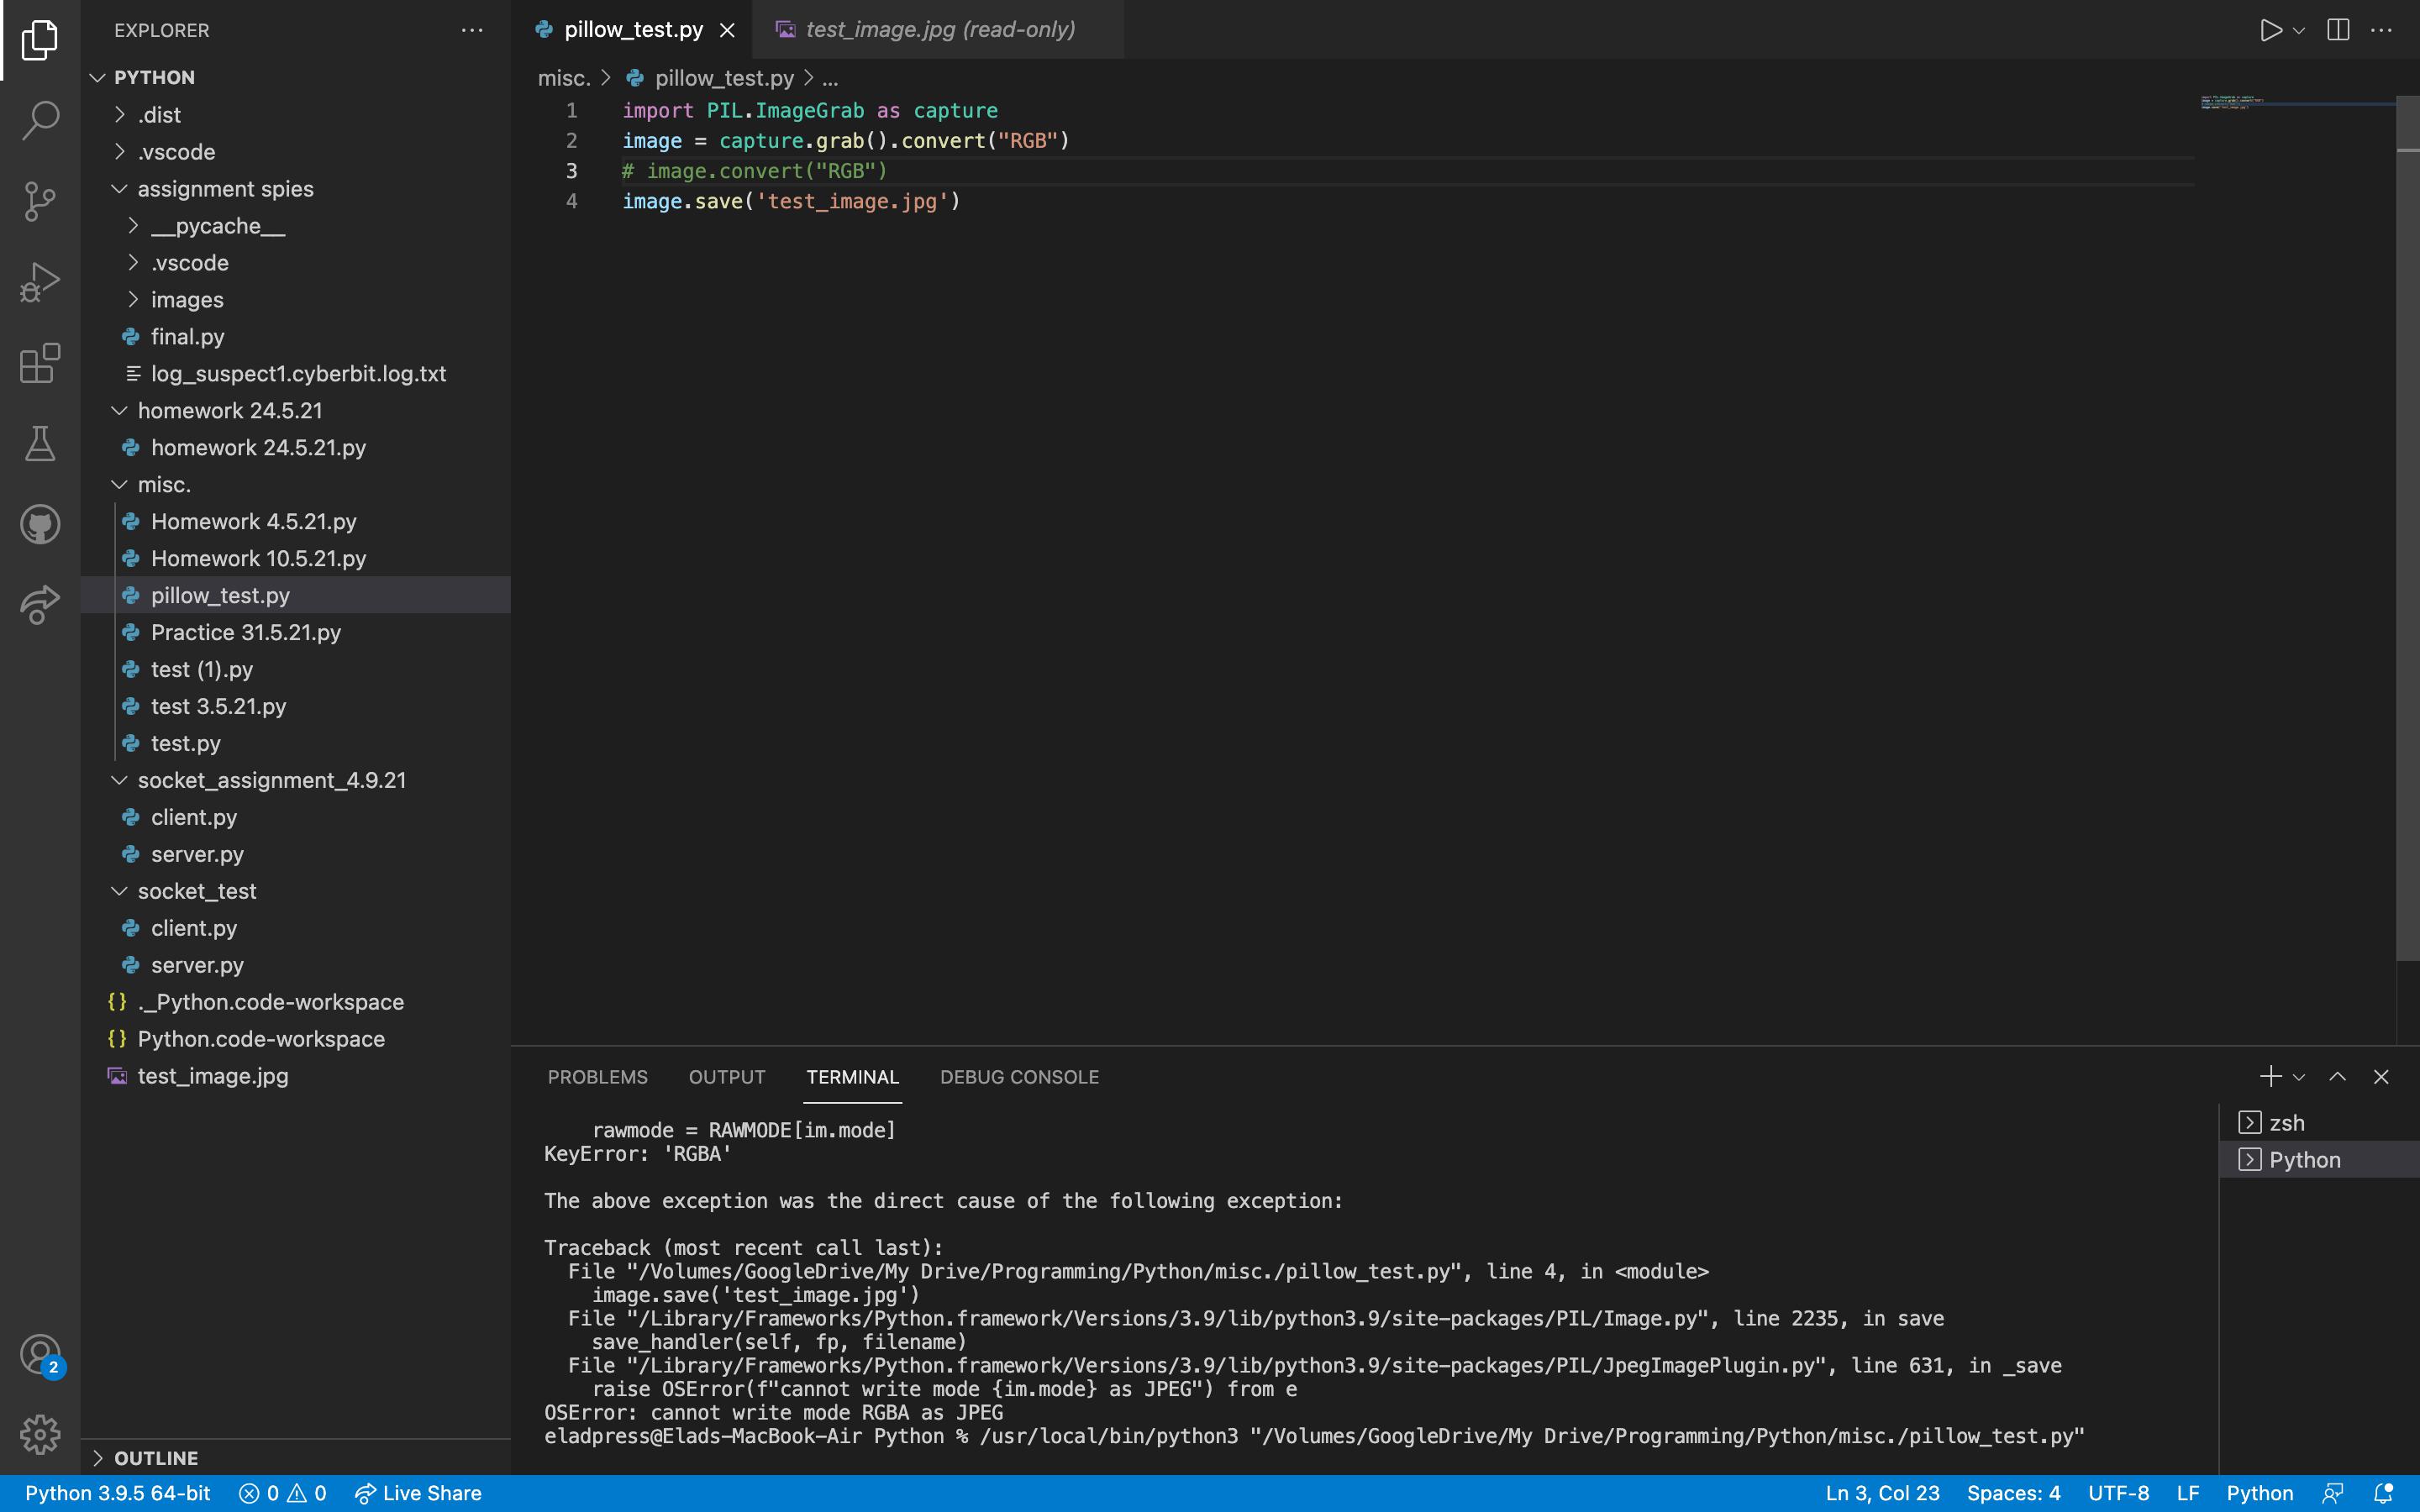 EXPLORER
PYTHON
.dist
.vscode
assignment spies
__pycache__
.vscode
images
final.py
log_suspect1.cyberbit.log.txt
homework 24.5.21
homework 24.5.21.py
misc.
Homework 4.5.21.py
Homework 10.5.21.py
pillow_test.py
Practice 31.5.21.py
test (1).py
test 3.5.21.py
test.py
socket_assignment_4.9.21
client.py
server.py
socket_test
client.py
server.py
{} ._Python.code-workspace
{} Python.code-workspace
test_image.jpg
OUTLINE
pillow_test.py
test_image.jpg (read-only)
misc. > pillow_test.py > ...
1 import PIL.ImageGrab as capture
2 image = capture.grab().convert("RGB")
3 # image.convert("RGB")
4 image.save('test_image.jpg')
PROBLEMS OUTPUT TERMINAL DEBUG CONSOLE
rawmode = RAWMODE[im.mode]
KeyError: 'RGBA'
The above exception was the direct cause of the following exception:
Traceback (most recent call last):
File "/Volumes/GoogleDrive/My Drive/Programming/Python/misc./pillow_test.py", line 4, in <module>
image.save('test_image.jpg')
File "/Library/Frameworks/Python.framework/Versions/3.9/lib/python3.9/site-packages/PIL/Image.py", line 2235, in save
save_handler(self, fp, filename)
File "/Library/Frameworks/Python.framework/Versions/3.9/lib/python3.9/site-packages/PIL/JpegImagePlugin.py", line 631, in _save
raise OSError(f"cannot write mode {im.mode} as JPEG") from e
OSError: cannot write mode RGBA as JPEG
eladpress@Elads-MacBook-Air Python % /usr/local/bin/python3 "/Volumes/GoogleDrive/My Drive/Programming/Python/misc./pillow_test.py"
zsh
Python
2
Python 3.9.5 64-bit 0 0 Live Share Ln 3, Col 23 Spaces: 4 UTF-8 LF Python